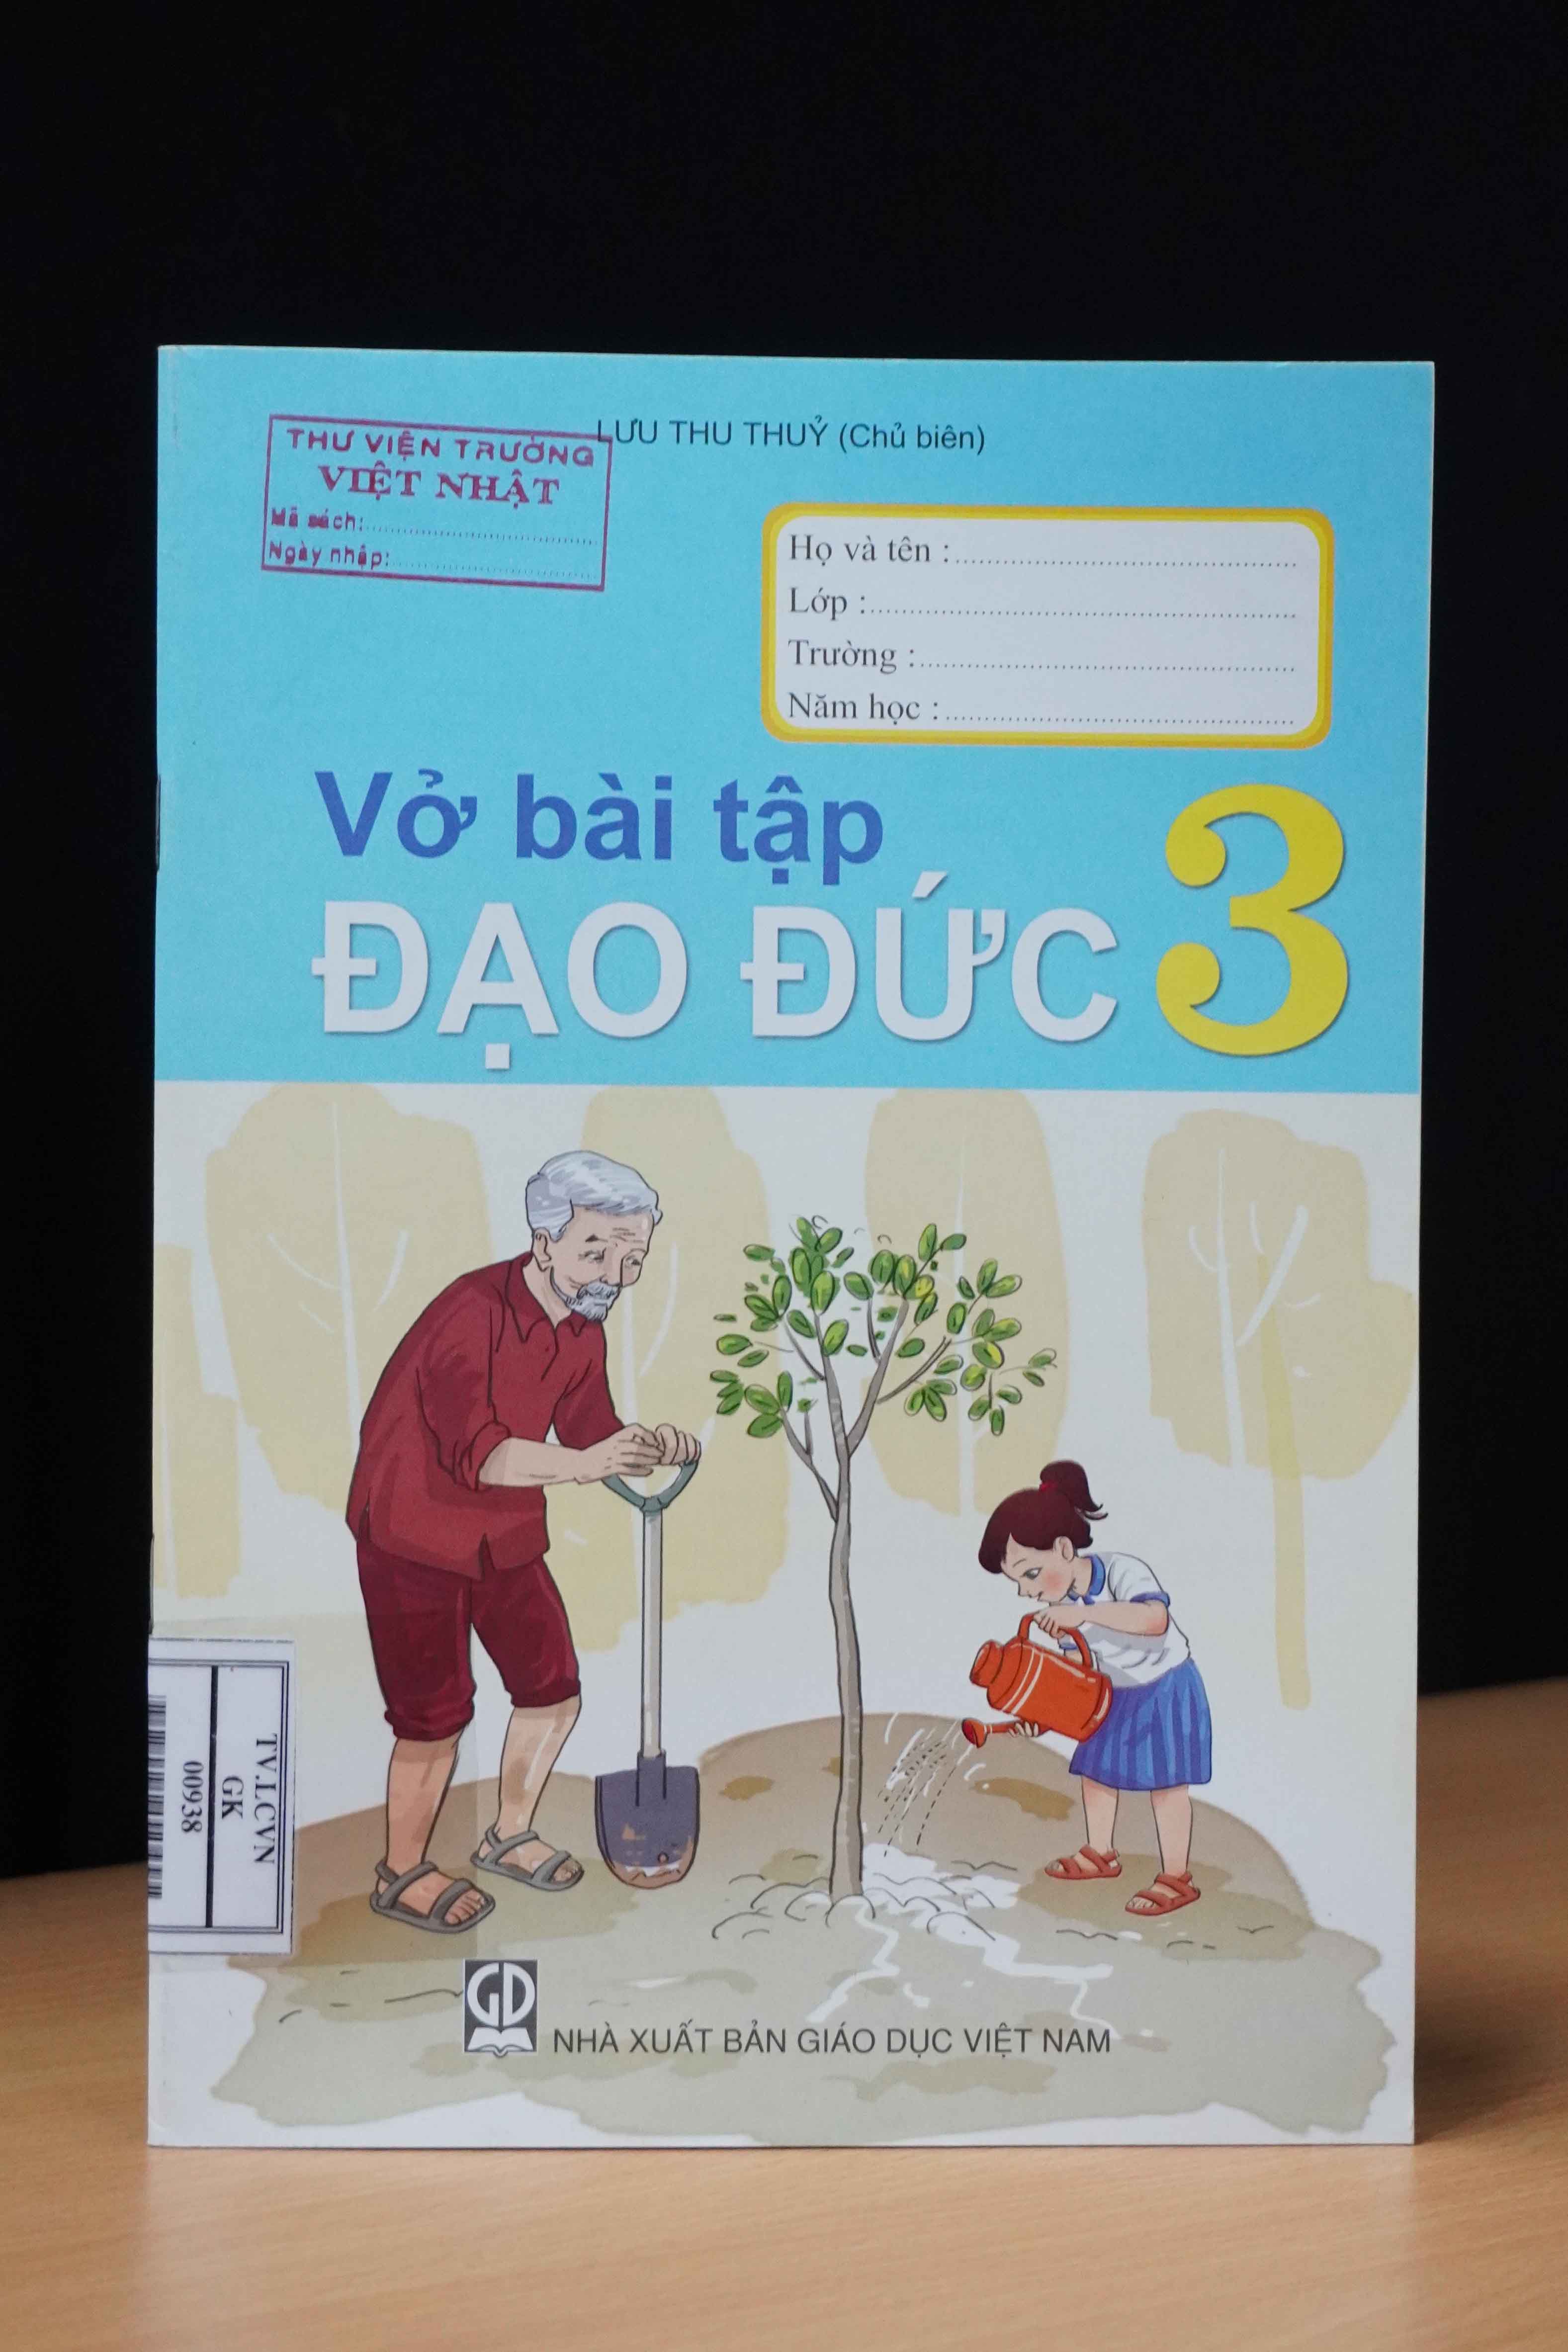 LƯU THU THUỶ (Chủ biên)
THƯ VIỆN TRƯỜNG
VIỆT NHẬT
Mã sách:
Ngày nhập:
Họ và tên :
Lớp :
Trường :
Năm học :
Vở bài tập
ĐẠO ĐỨC 3
TV.LCVN
GK
00938
GD
NHÀ XUẤT BẢN GIÁO DỤC VIỆT NAM